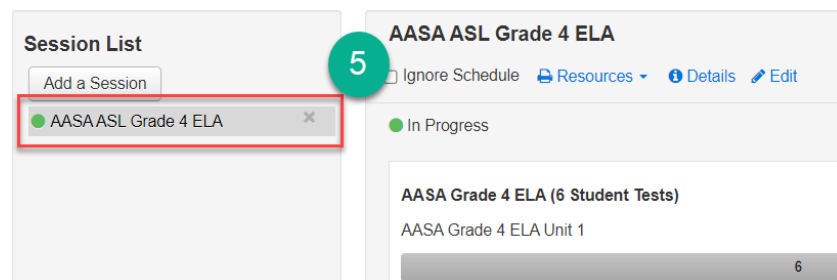 Session List
Add a Session
AASA ASL Grade 4 ELA
5
AASA ASL Grade 4 ELA
Ignore Schedule Resources Details Edit
In Progress
AASA Grade 4 ELA (6 Student Tests)
AASA Grade 4 ELA Unit 1
6